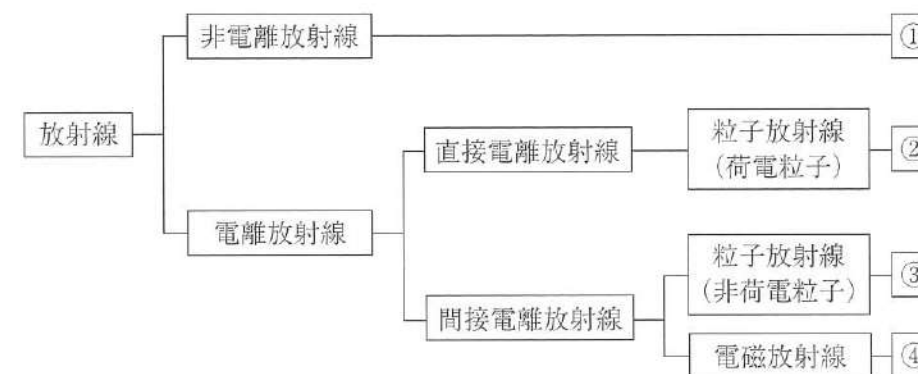 非電離放射線
①
放射線
直接電離放射線
粒子放射線
(荷電粒子)
②
電離放射線
粒子放射線
(非荷電粒子)
③
間接電離放射線
電磁放射線
④